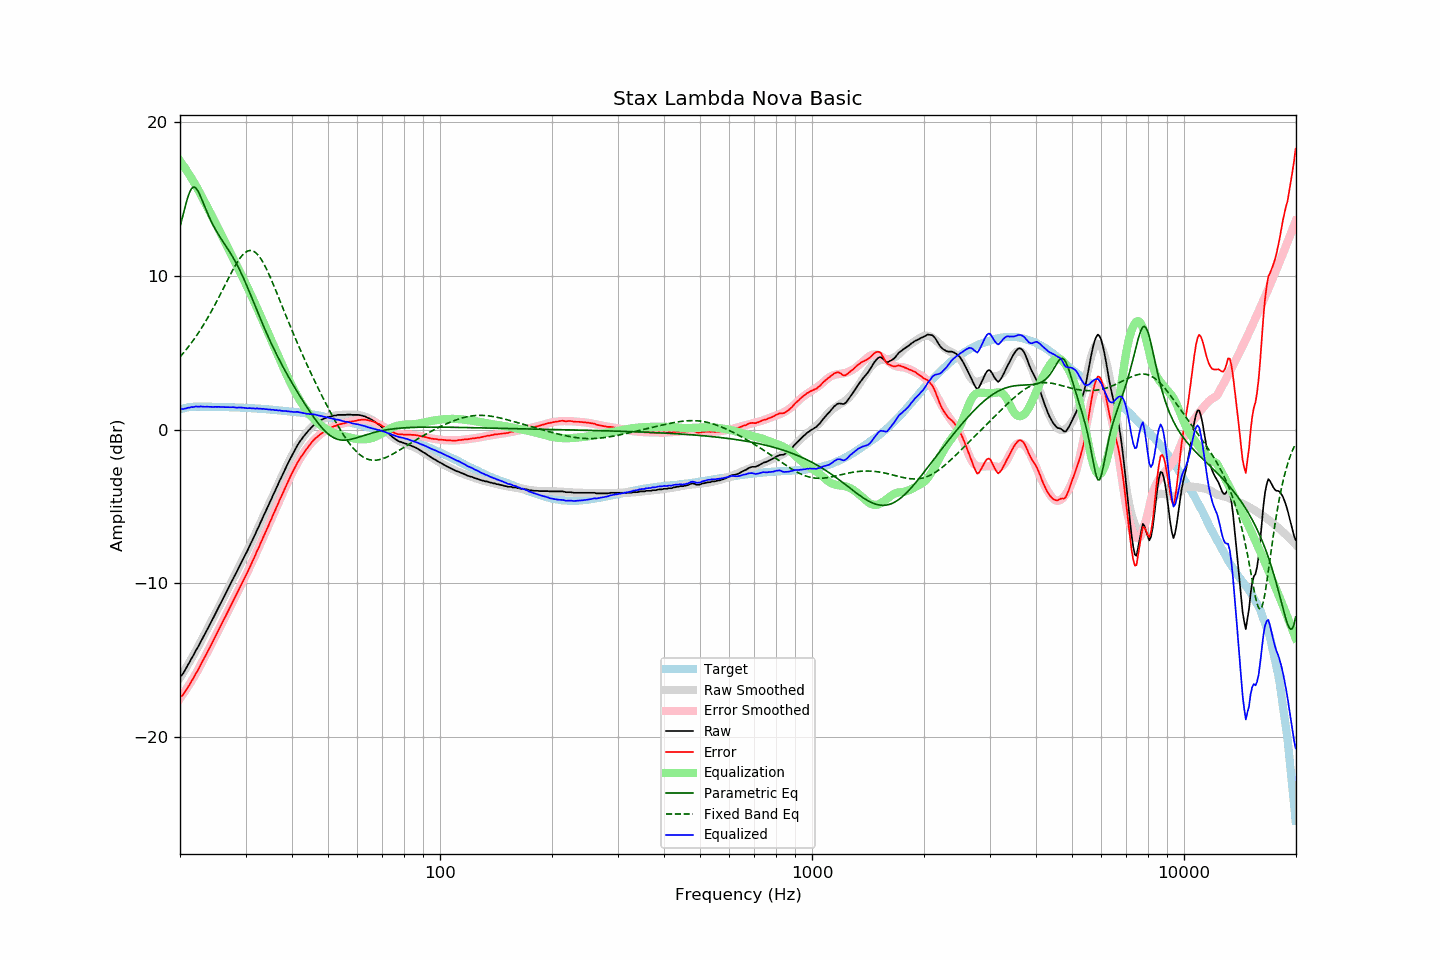 Stax Lambda Nova Basic
20
10
0
−10
−20
Amplitude (dBr)
100
1000
10000
Frequency (Hz)
Target
Raw Smoothed
Error Smoothed
Raw
Error
Equalization
Parametric Eq
Fixed Band Eq
Equalized